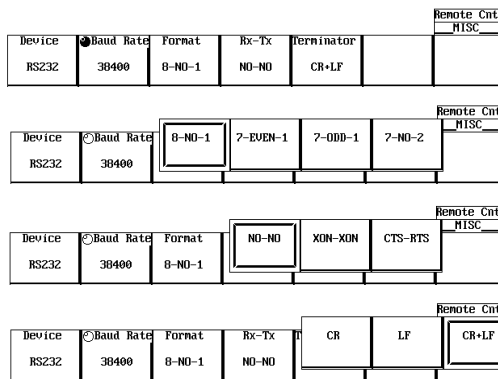 Remote Cnt
MISC
Device Baud Rate Format Rx-Tx Terminator
RS232 38400 8-NO-1 NO-NO CR+LF
Remote Cnt
MISC
Device Baud Rate 8-NO-1 7-EVEN-1 7-ODD-1 7-NO-2
RS232 38400
Remote Cnt
MISC
Device Baud Rate Format NO-NO XON-XON CTS-RTS
RS232 38400 8-NO-1
Remote Cnt
Device Baud Rate Format Rx-Tx T CR LF CR+LF
RS232 38400 8-NO-1 NO-NO